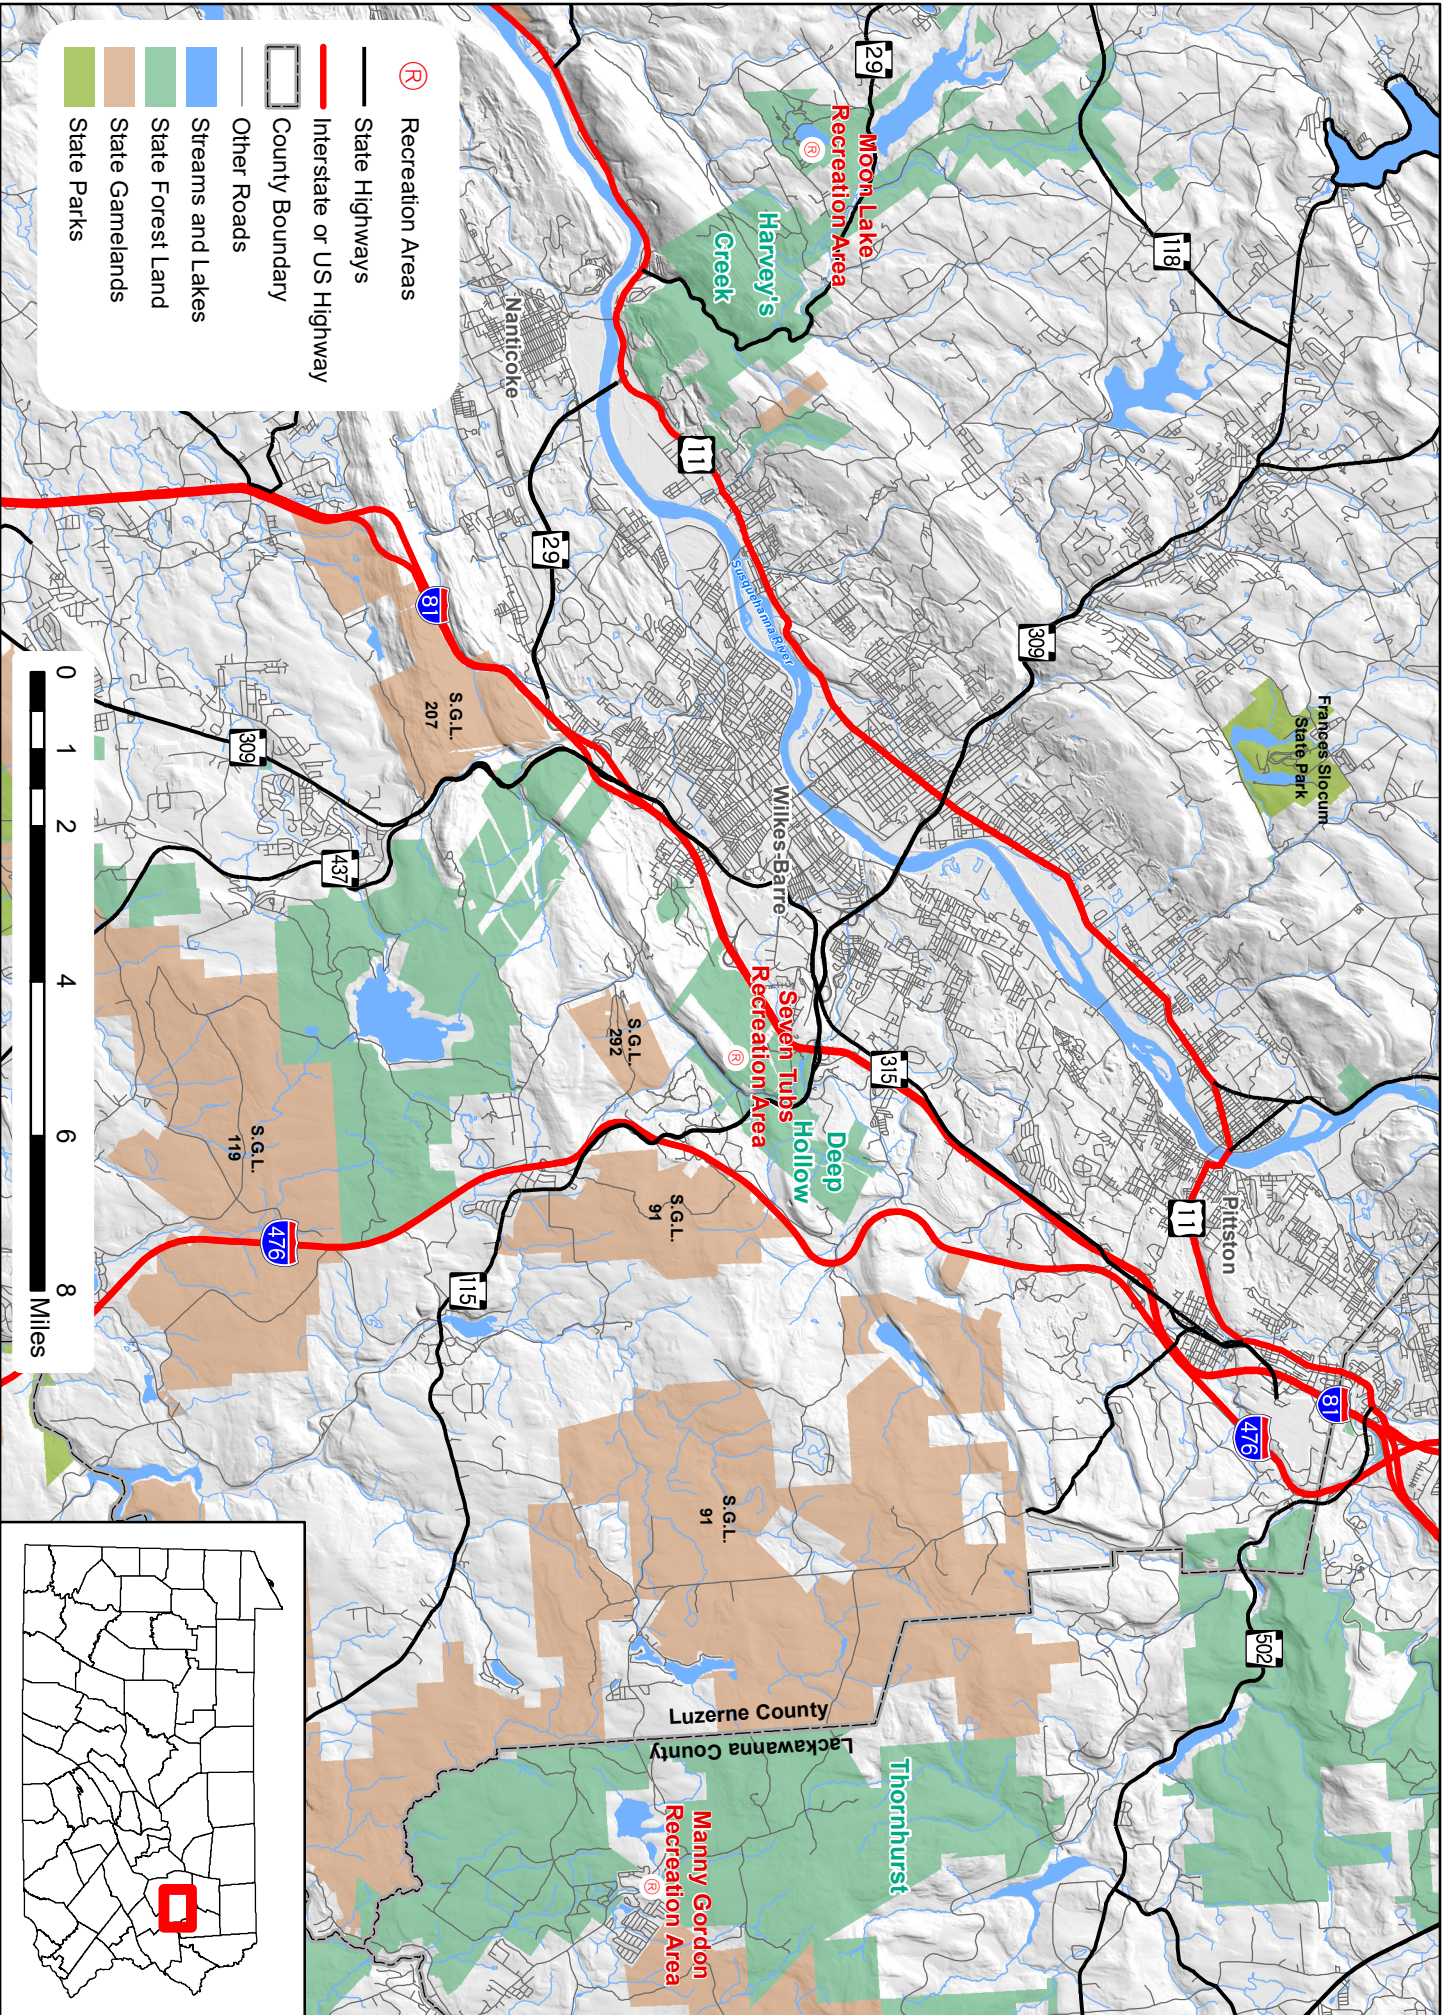 29
118
Moon Lake
Recreation Area
®
Harvey's
Creek
Nanticoke
11
29
Susquehanna River
309
Frances Slocum
State Park
81
S.G.L.
207
309
437
Wilkes-Barre
Seven Tubs
Recreation Area
®
Deep
Hollow
315
S.G.L.
292
S.G.L.
91
S.G.L.
119
476
115
Pittston
11
81
476
502
S.G.L.
91
Luzerne County
Lackawanna County
Thornhurst
Manny Gordon
Recreation Area
®
® Recreation Areas
State Highways
Interstate or US Highway
County Boundary
Other Roads
Streams and Lakes
State Forest Land
State Gamelands
State Parks
0 1 2 4 6 8
Miles